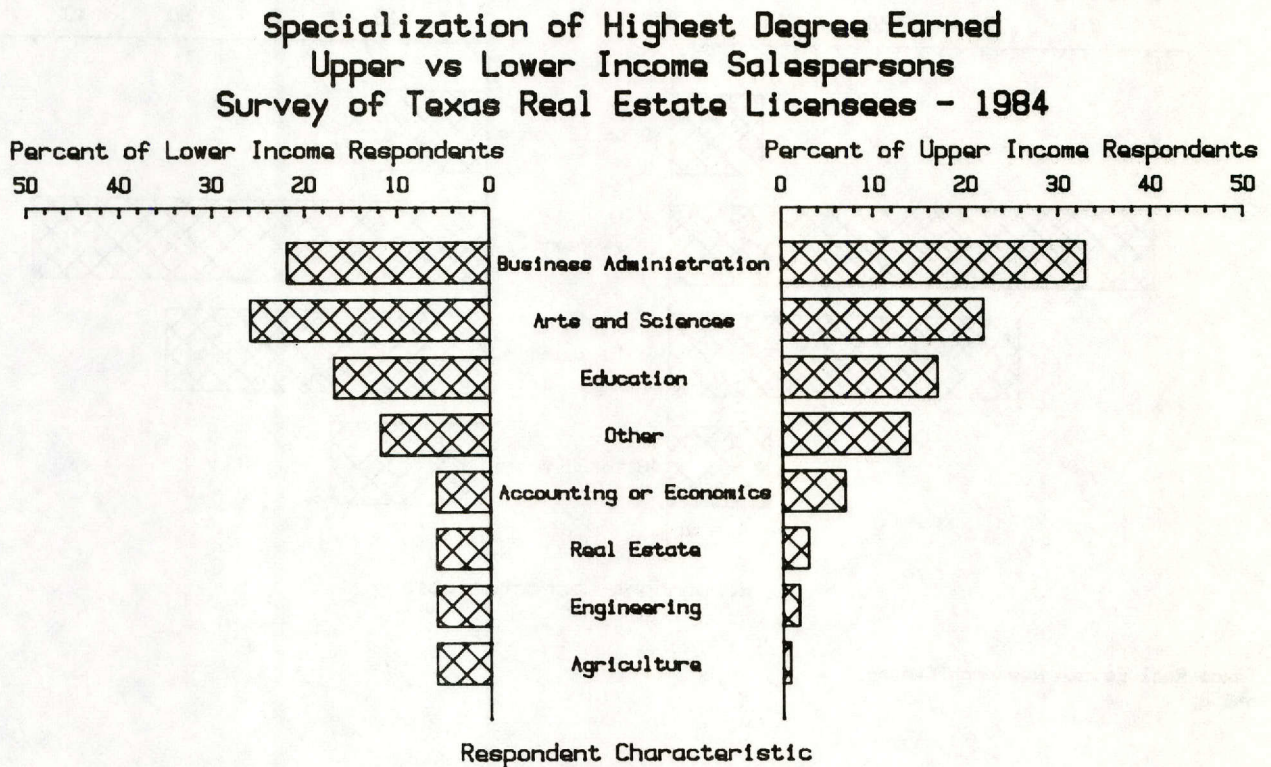 Specialization of Highest Degree Earned
Upper vs Lower Income Salespersons
Survey of Texas Real Estate Licensees - 1984
Percent of Lower Income Respondents
Percent of Upper Income Respondents
50 40 30 20 10 0
0 10 20 30 40 50
Business Administration
Arts and Sciences
Education
Other
Accounting or Economics
Real Estate
Engineering
Agriculture
Respondent Characteristic